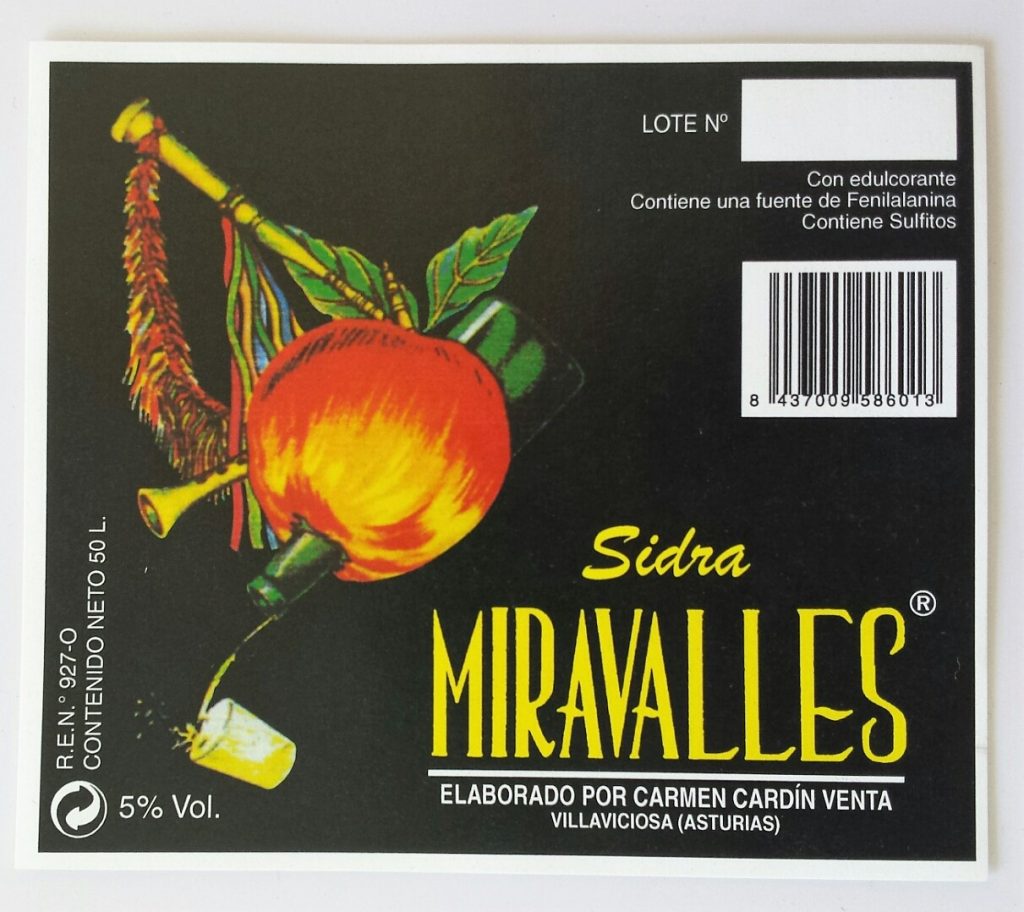 LOTE Nº
Con edulcorante
Contiene una fuente de Fenilalanina
Contiene Sulfitos
8 437009 586013
Sidra
MIRAVALLES®
ELABORADO POR CARMEN CARDÍN VENTA
VILLAVICIOSA (ASTURIAS)
R.E.N.° 927-O
CONTENIDO NETO 50 L.
5% Vol.